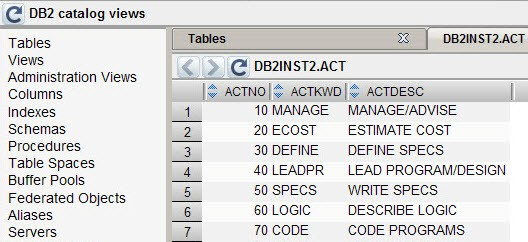 DB2 catalog views
Tables
Views
Administration Views
Columns
Indexes
Schemas
Procedures
Table Spaces
Buffer Pools
Federated Objects
Aliases
Servers
Tables DB2INST2.ACT
DB2INST2.ACT
ACTNO ACTKWD ACTDESC
1 10 MANAGE MANAGE/ADVISE
2 20 ECOST ESTIMATE COST
3 30 DEFINE DEFINE SPECS
4 40 LEADPR LEAD PROGRAM/DESIGN
5 50 SPECS WRITE SPECS
6 60 LOGIC DESCRIBE LOGIC
7 70 CODE CODE PROGRAMS